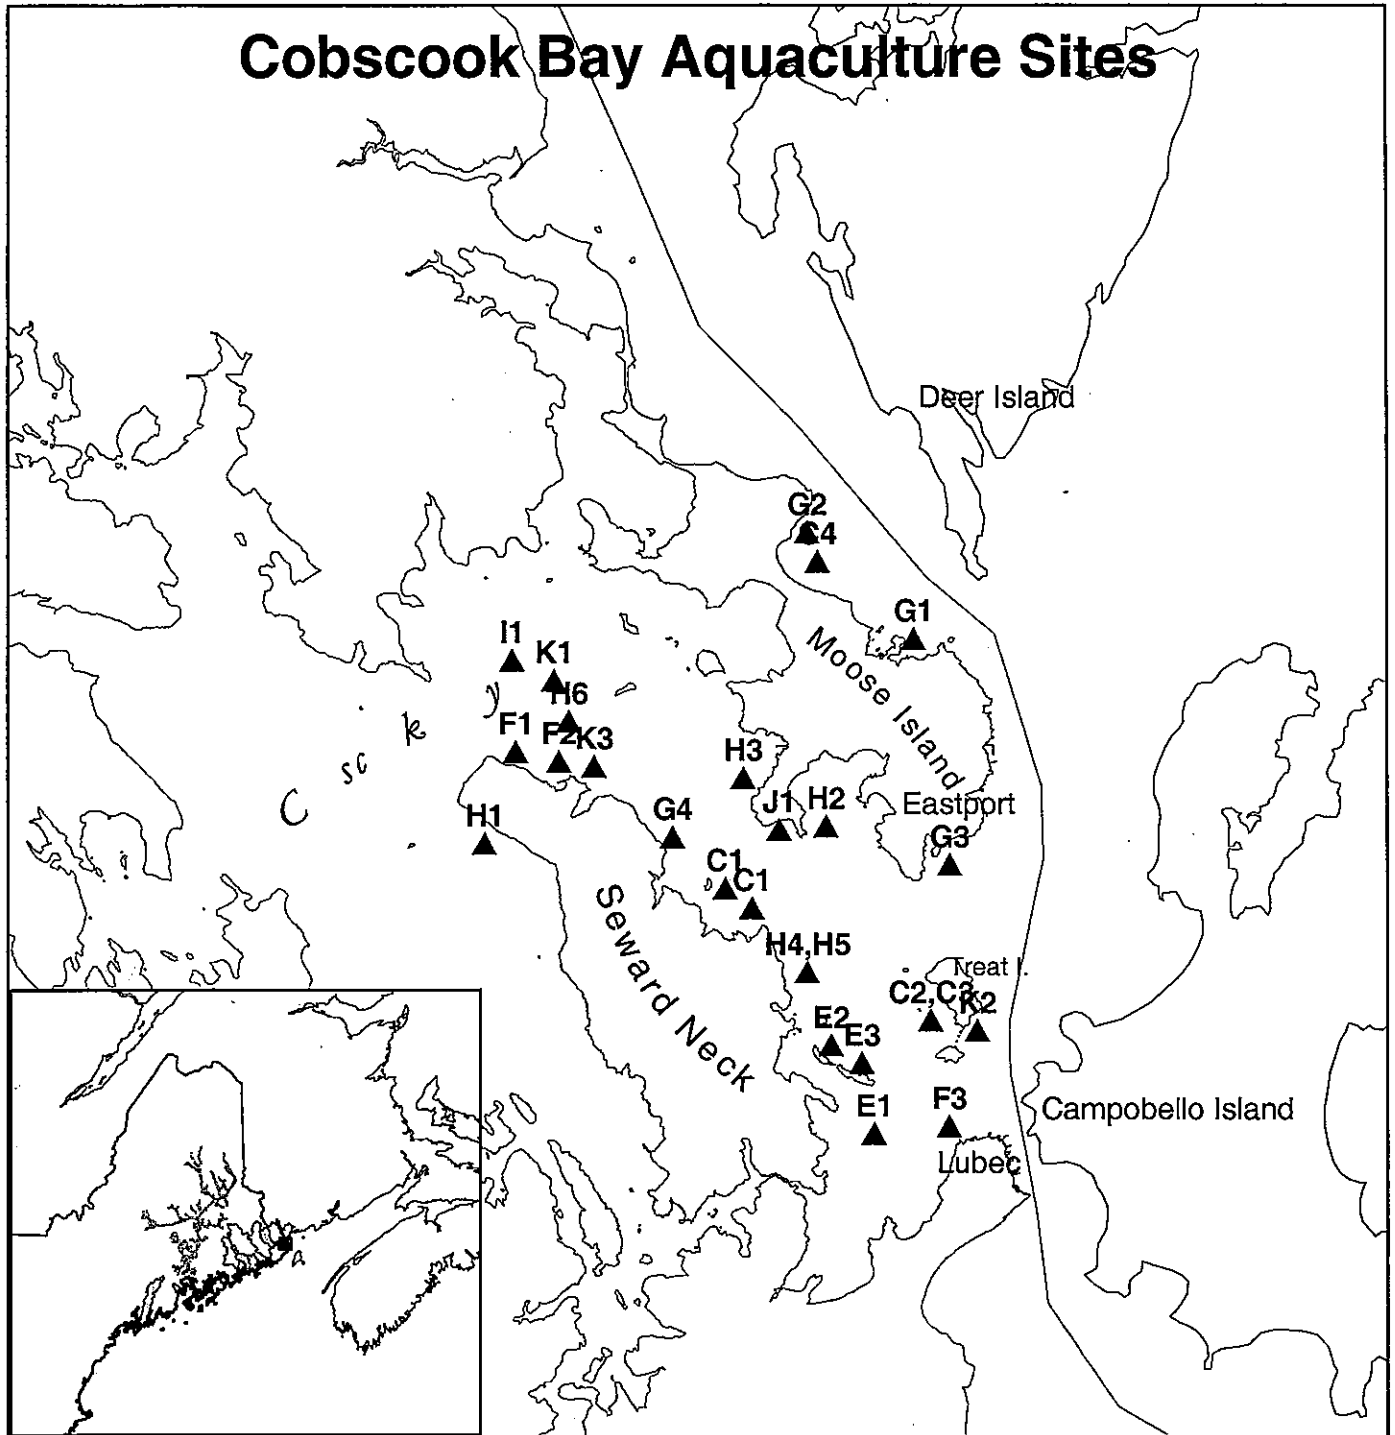 Cobscook Bay Aquaculture Sites
Deer Island
G2
C4
G1
Moose Island
I1
K1
H6
F1
F2
K3
H3
J1
H2
Eastport
G3
H1
G4
C1
C1
Seward Neck
H4,H5
Treat I.
C2,C3
K2
E2
E3
E1
F3
Campobello Island
Lubec
C sc k y